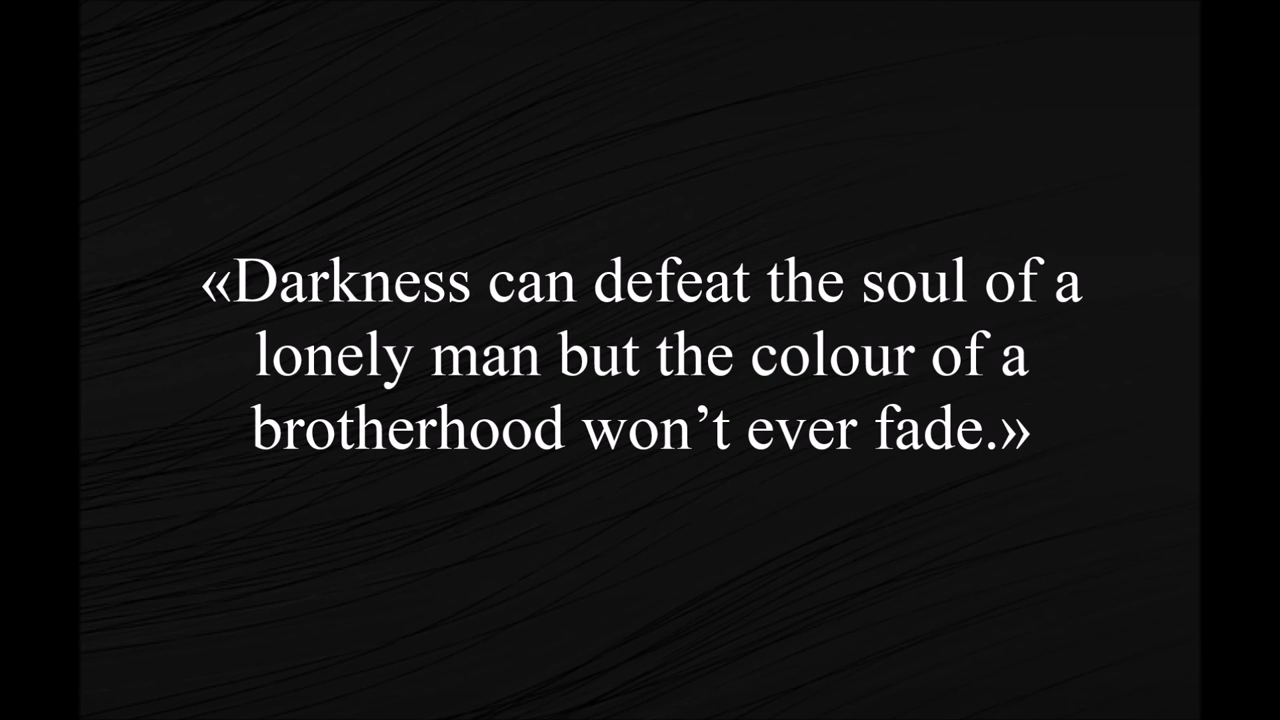 «Darkness can defeat the soul of a
lonely man but the colour of a
brotherhood won’t ever fade.»